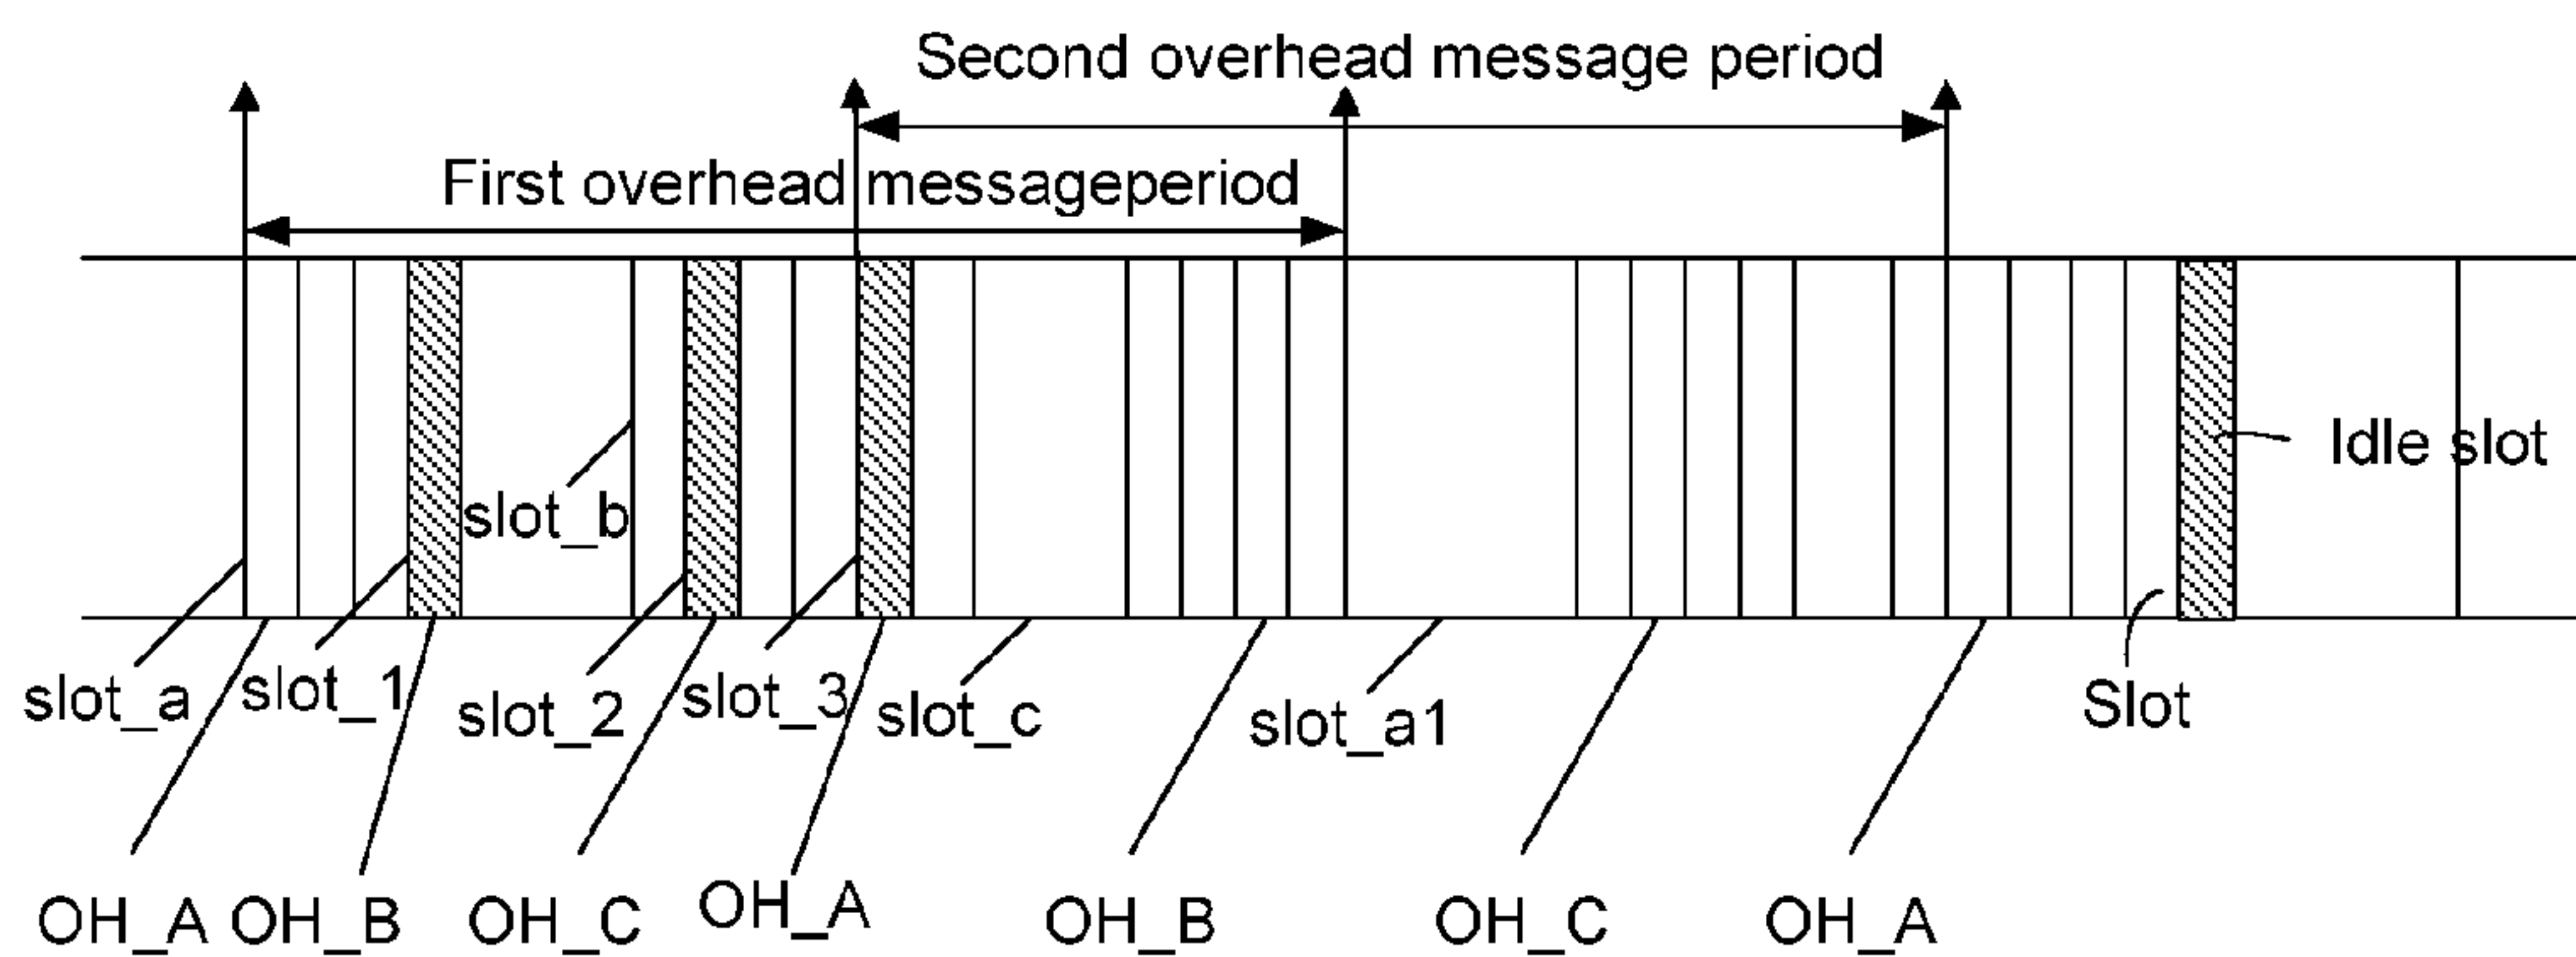 Second overhead message period
First overhead messageperiod
slot_b
Idle slot
slot_a
slot_1
slot_2
slot_3
slot_c
slot_a1
Slot
OH_A
OH_B
OH_C
OH_A
OH_B
OH_C
OH_A